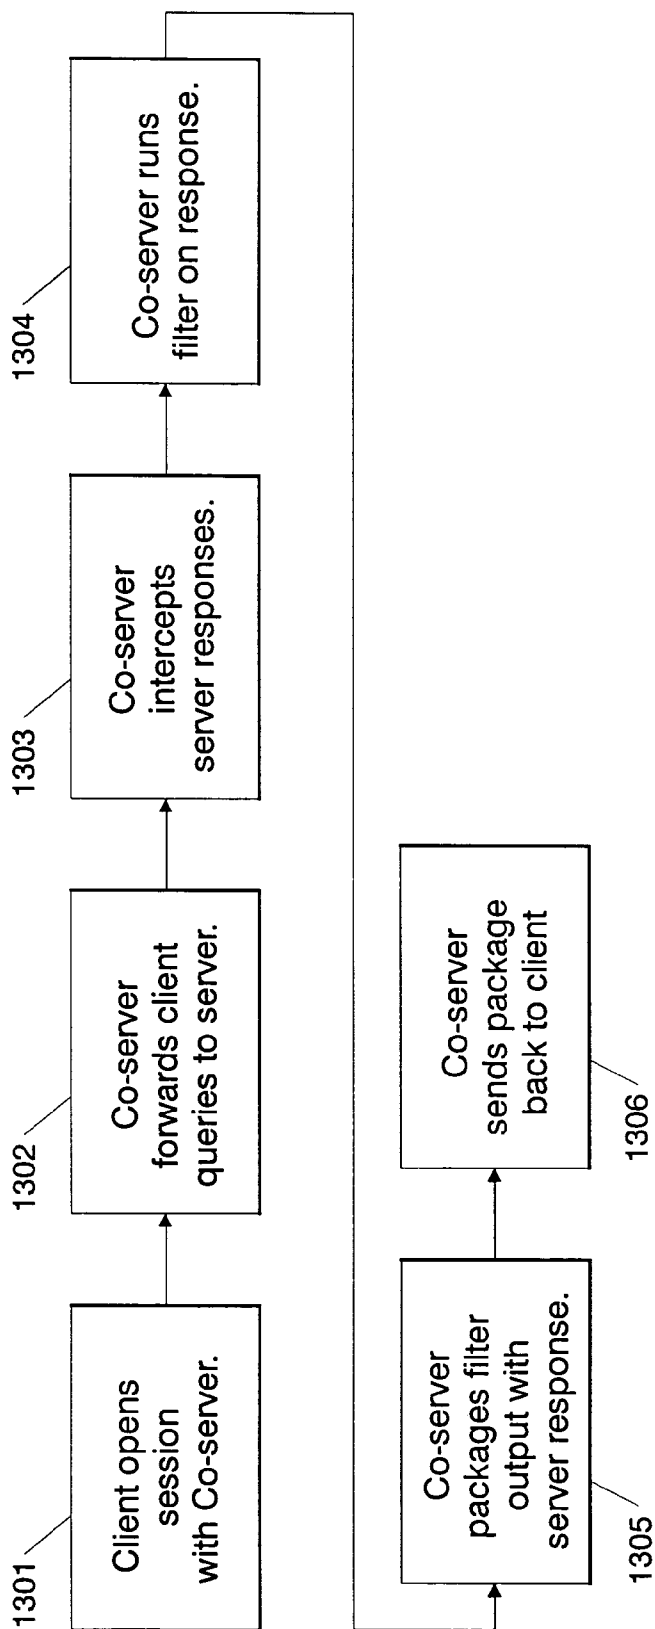 1301
Client opens
session
with Co-server.
1302
Co-server
forwards client
queries to server.
1303
Co-server
intercepts
server responses.
1304
Co-server runs
filter on response.
1305
Co-server
packages filter
output with
server response.
1306
Co-server
sends package
back to client